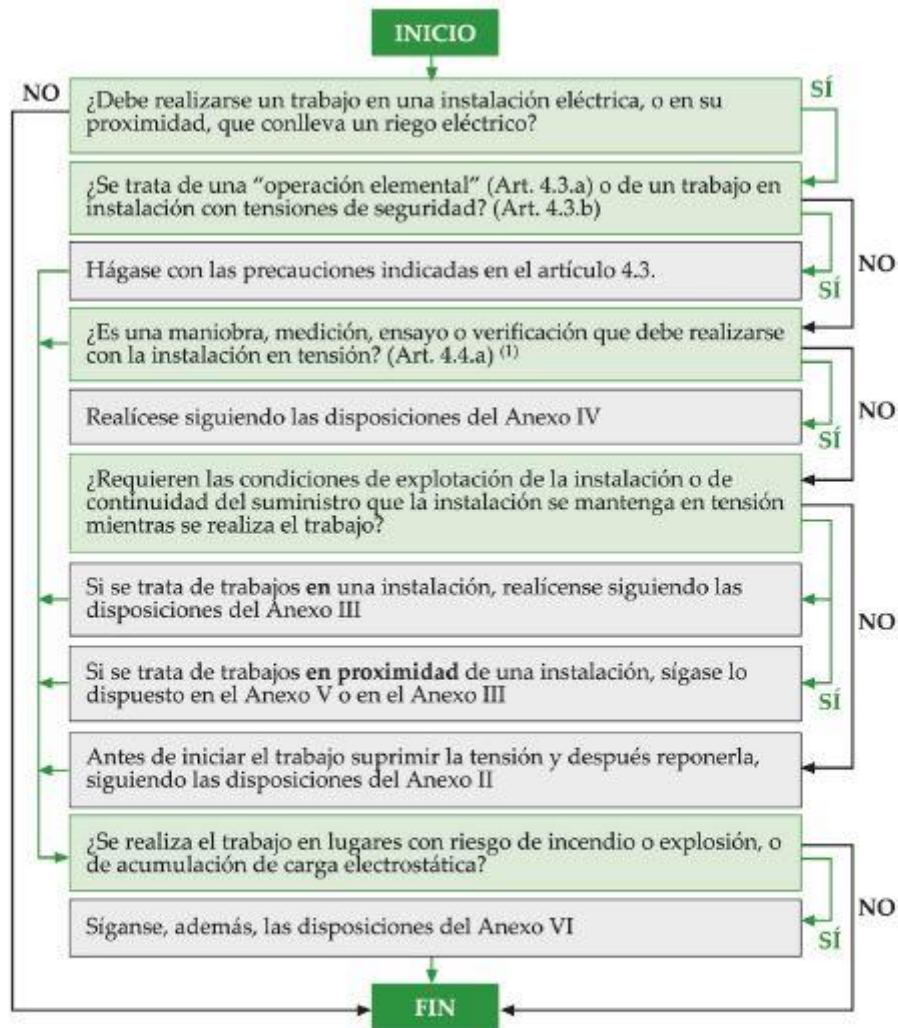 INICIO
NO
¿Debe realizarse un trabajo en una instalación eléctrica, o en su
proximidad, que conlleva un riego eléctrico?
SÍ
¿Se trata de una “operación elemental” (Art. 4.3.a) o de un trabajo en
instalación con tensiones de seguridad? (Art. 4.3.b)
NO
Hágase con las precauciones indicadas en el artículo 4.3.
SÍ
¿Es una maniobra, medición, ensayo o verificación que debe realizarse
con la instalación en tensión? (Art. 4.4.a) (1)
NO
Realícese siguiendo las disposiciones del Anexo IV
SÍ
¿Requieren las condiciones de explotación de la instalación o de
continuidad del suministro que la instalación se mantenga en tensión
mientras se realiza el trabajo?
Si se trata de trabajos en una instalación, realícense siguiendo las
disposiciones del Anexo III
NO
Si se trata de trabajos en proximidad de una instalación, sígase lo
dispuesto en el Anexo V o en el Anexo III
SÍ
Antes de iniciar el trabajo suprimir la tensión y después reponerla,
siguiendo las disposiciones del Anexo II
¿Se realiza el trabajo en lugares con riesgo de incendio o explosión, o
de acumulación de carga electrostática?
NO
Síganse, además, las disposiciones del Anexo VI
SÍ
FIN